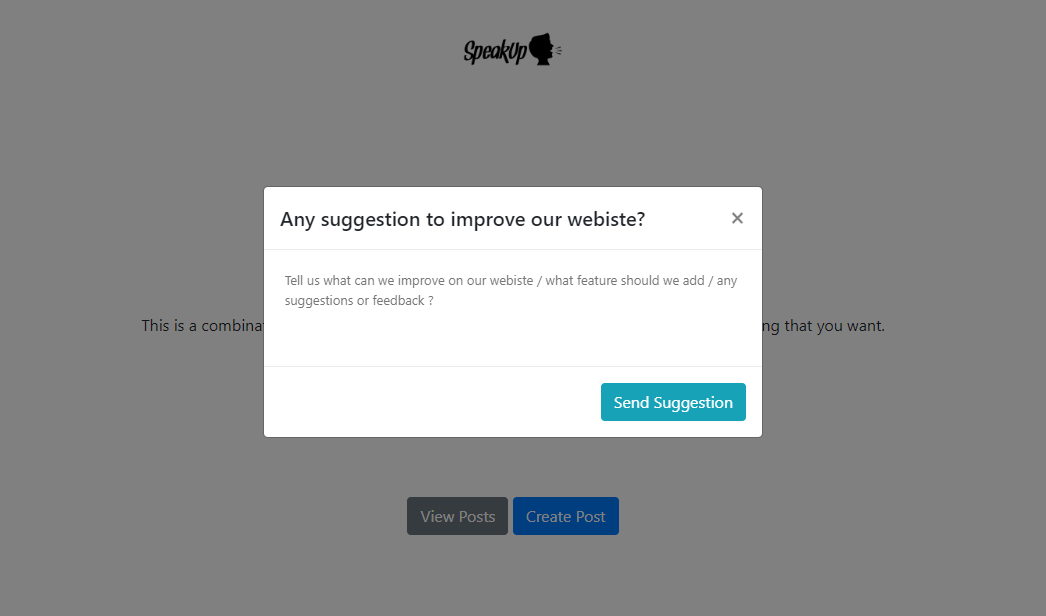 SpeakUp
Any suggestion to improve our webiste?
×
Tell us what can we improve on our webiste / what feature should we add / any
suggestions or feedback ?
This is a combina
ng that you want.
Send Suggestion
View Posts
Create Post